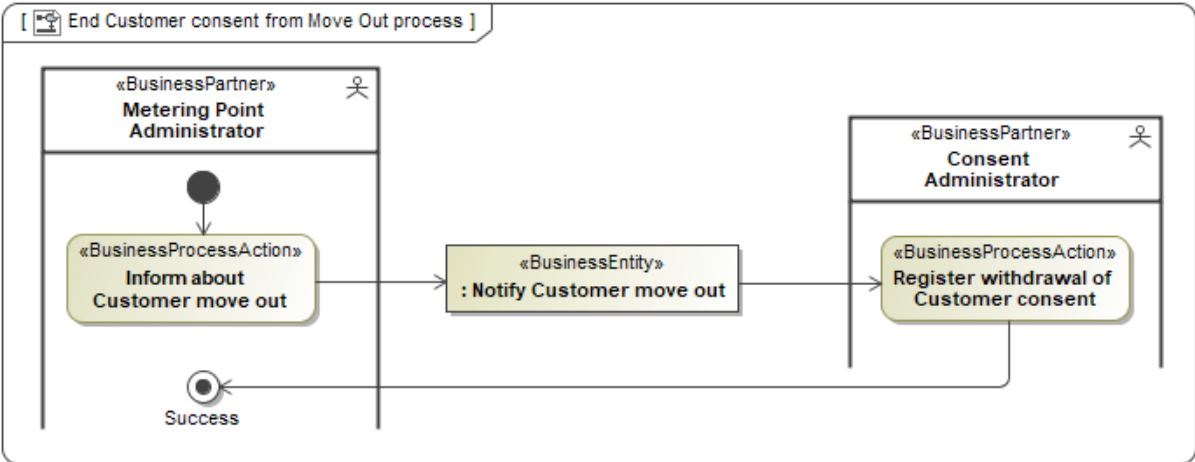 [ End Customer consent from Move Out process ]
«BusinessPartner»
Metering Point
Administrator
«BusinessPartner»
Consent
Administrator
«BusinessProcessAction»
Inform about
Customer move out
«BusinessEntity»
: Notify Customer move out
«BusinessProcessAction»
Register withdrawal of
Customer consent
Success